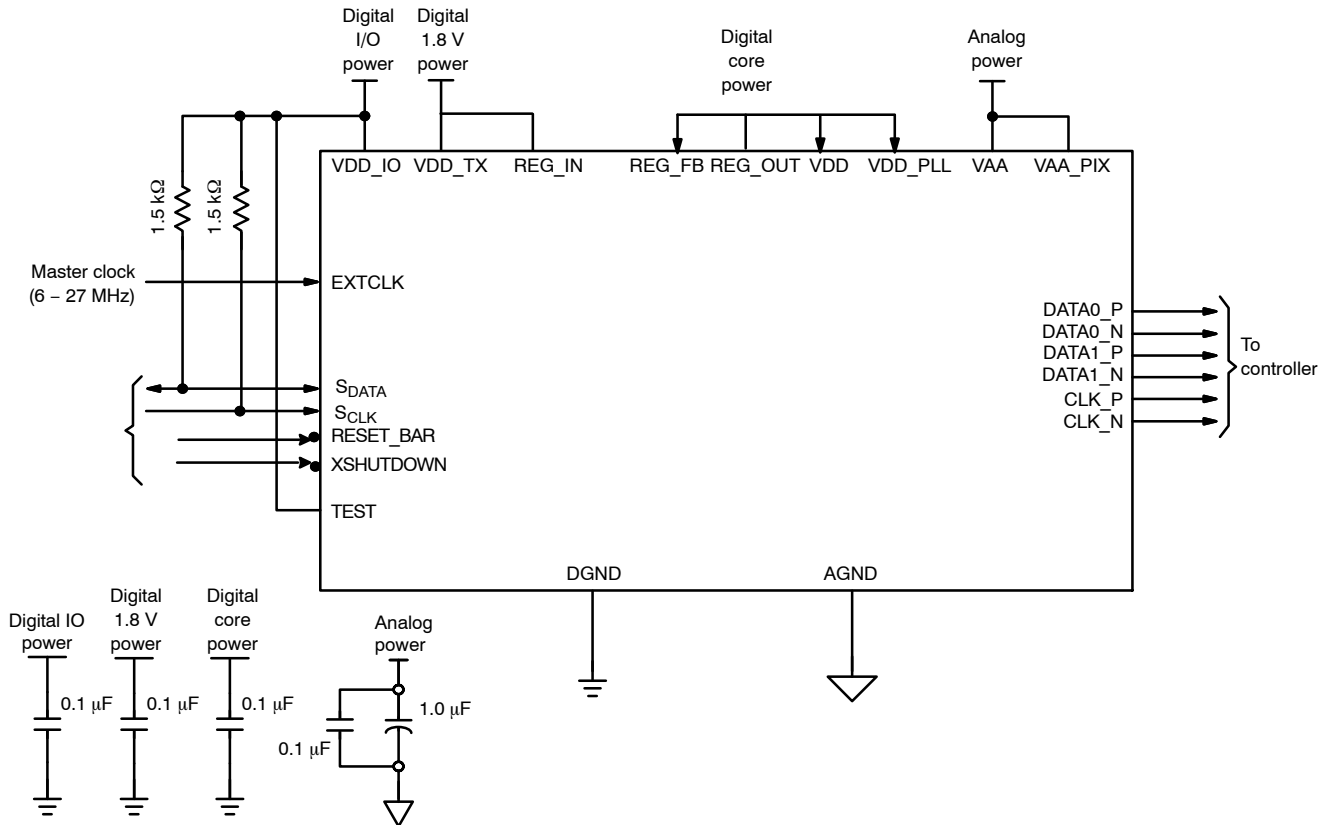 Digital
I/O
power
Digital
1.8 V
power
Digital
core
power
Analog
power
VDD_IO
VDD_TX
REG_IN
REG_FB
REG_OUT
VDD
VDD_PLL
VAA
VAA_PIX
1.5 kΩ
1.5 kΩ
Master clock
(6 – 27 MHz)
EXTCLK
SDATA
SCLK
RESET_BAR
XSHUTDOWN
TEST
DATA0_P
DATA0_N
DATA1_P
DATA1_N
CLK_P
CLK_N
To
controller
DGND
AGND
Digital IO
power
Digital
1.8 V
power
Digital
core
power
Analog
power
0.1 μF
0.1 μF
0.1 μF
0.1 μF
1.0 μF